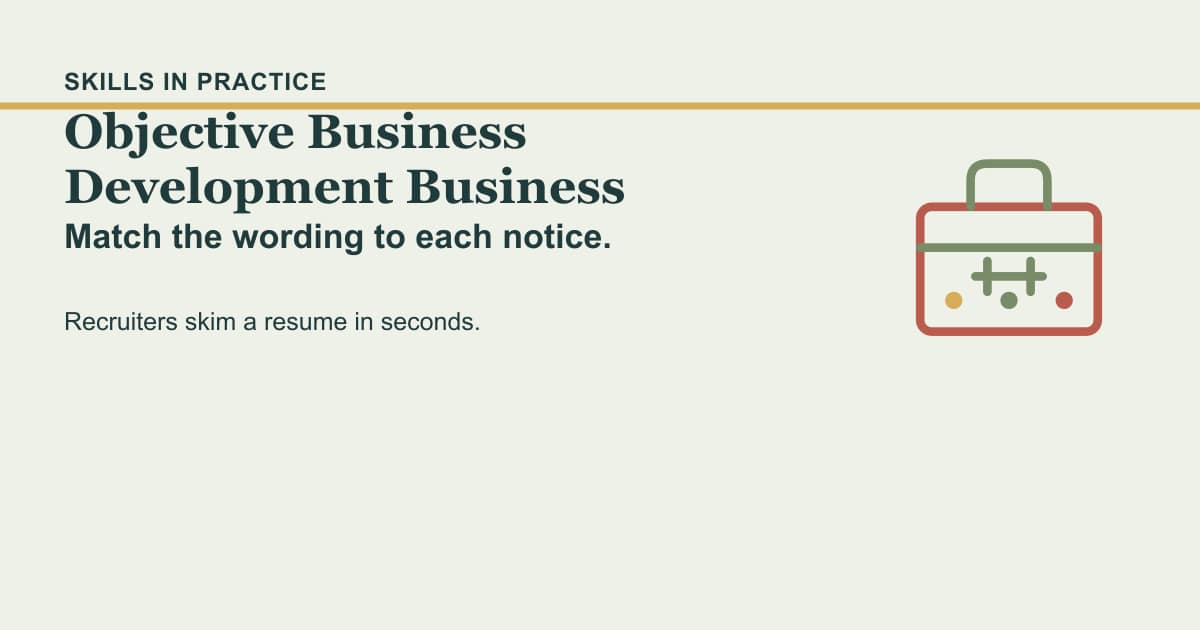 SKILLS IN PRACTICE
Objective Business
Development Business
Match the wording to each notice.
Recruiters skim a resume in seconds.